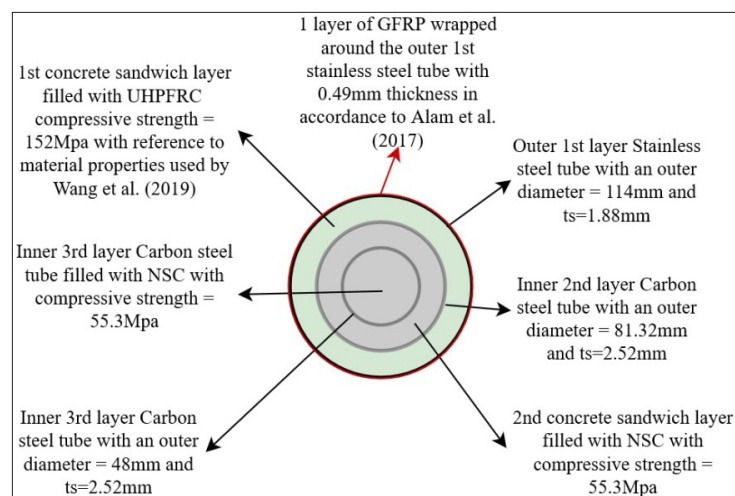 1 layer of GFRP wrapped
around the outer 1st
stainless steel tube with
0.49mm thickness in
accordance to Alam et al.
(2017)
1st concrete sandwich layer
filled with UHPFRC
compressive strength =
152Mpa with reference to
material properties used by
Wang et al. (2019)
Outer 1st layer Stainless
steel tube with an outer
diameter = 114mm and
ts=1.88mm
Inner 3rd layer Carbon steel
tube filled with NSC with
compressive strength =
55.3Mpa
Inner 2nd layer Carbon
steel tube with an outer
diameter = 81.32mm
and ts=2.52mm
Inner 3rd layer Carbon
steel tube with an outer
diameter = 48mm and
ts=2.52mm
2nd concrete sandwich layer
filled with NSC with
compressive strength =
55.3Mpa